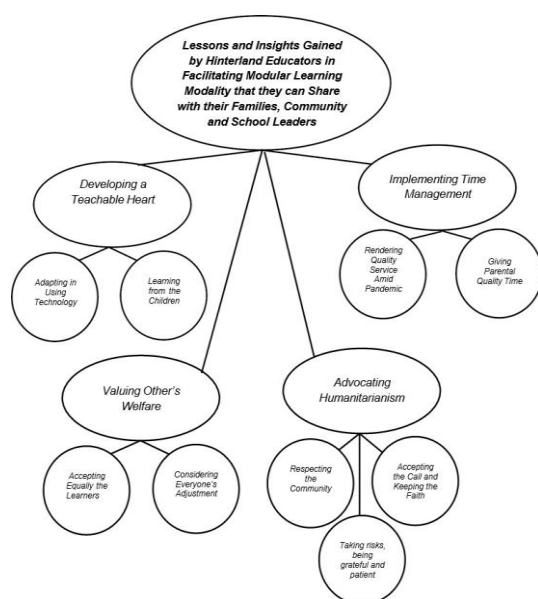 Lessons and Insights Gained
by Hinterland Educators in
Facilitating Modular Learning
Modality that they can Share
with their Families, Community
and School Leaders
Developing a
Teachable Heart
Implementing Time
Management
Adapting in
Using
Technology
Learning
from the
Children
Rendering
Quality
Service
Amid
Pandemic
Giving
Parental
Quality Time
Valuing Other's
Welfare
Advocating
Humanitarianism
Accepting
Equally the
Learners
Considering
Everyone's
Adjustment
Respecting
the
Community
Accepting
the Call and
Keeping the
Faith
Taking risks,
being
grateful and
patient